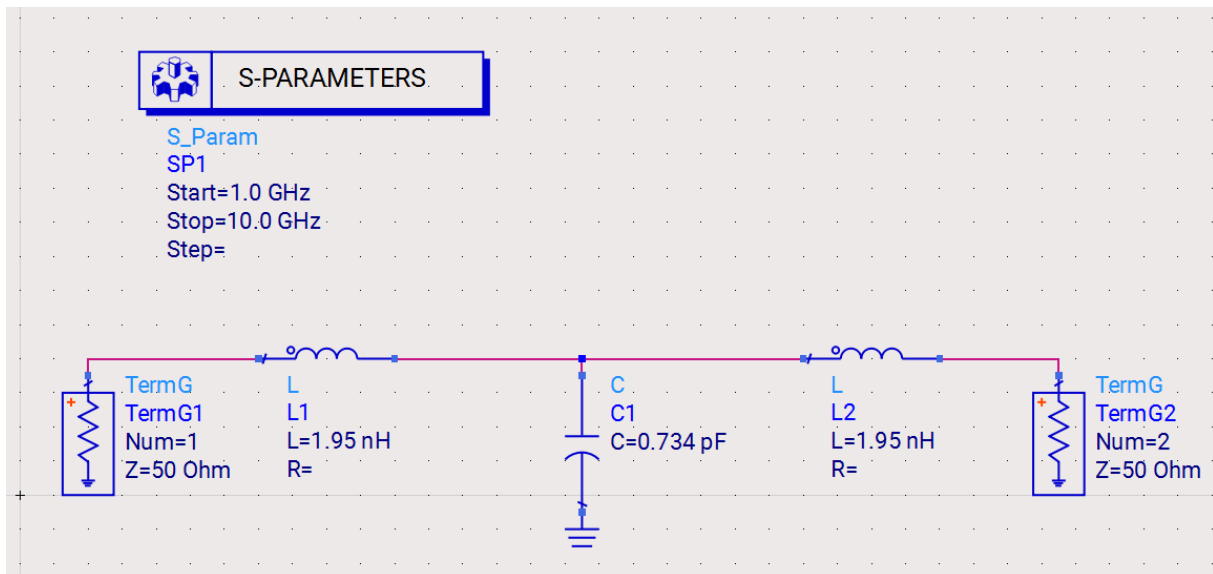 S-PARAMETERS
S_Param
SP1
Start=1.0 GHz
Stop=10.0 GHz
Step=
TermG
TermG1
Num=1
Z=50 Ohm
L
L1
L=1.95 nH
R=
C
C1
C=0.734 pF
L
L2
L=1.95 nH
R=
TermG
TermG2
Num=2
Z=50 Ohm